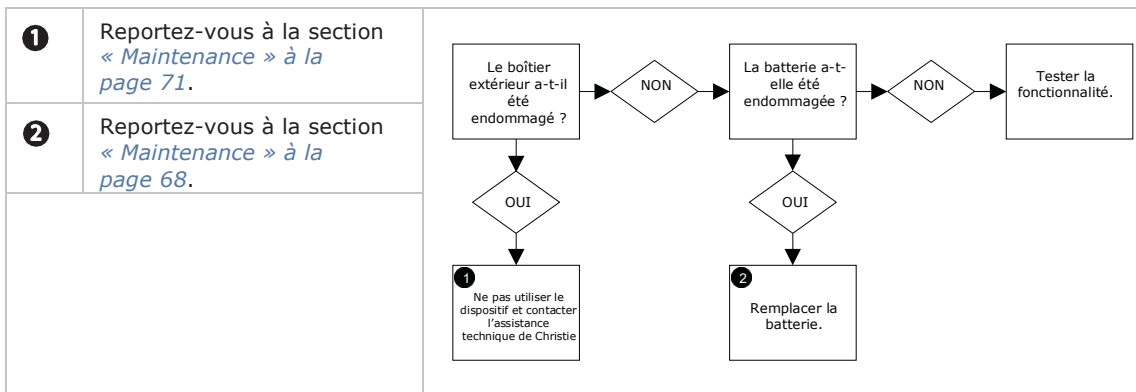 1
Reportez-vous à la section
« Maintenance » à la
page 71.
2
Reportez-vous à la section
« Maintenance » à la
page 68.
Le boîtier
extérieur a-t-il
été
endommagé ?
NON
La batterie a-t-
elle été
endommagée ?
NON
Tester la
fonctionnalité.
OUI
OUI
1
Ne pas utiliser le
dispositif et contacter
l’assistance
technique de Christie
2
Remplacer la
batterie.